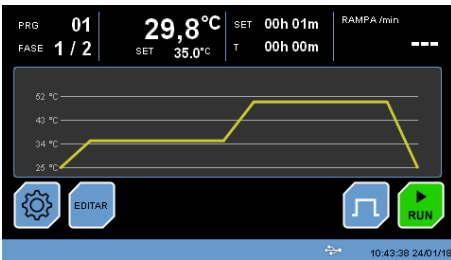 PRG 01 29,8°C SET 00h 01m RAMPA /min
FASE 1 / 2 SET 35.0°C T 00h 00m ---
52 °C
43 °C
34 °C
25 °C
EDITAR
RUN
10:43:38 24/01/18